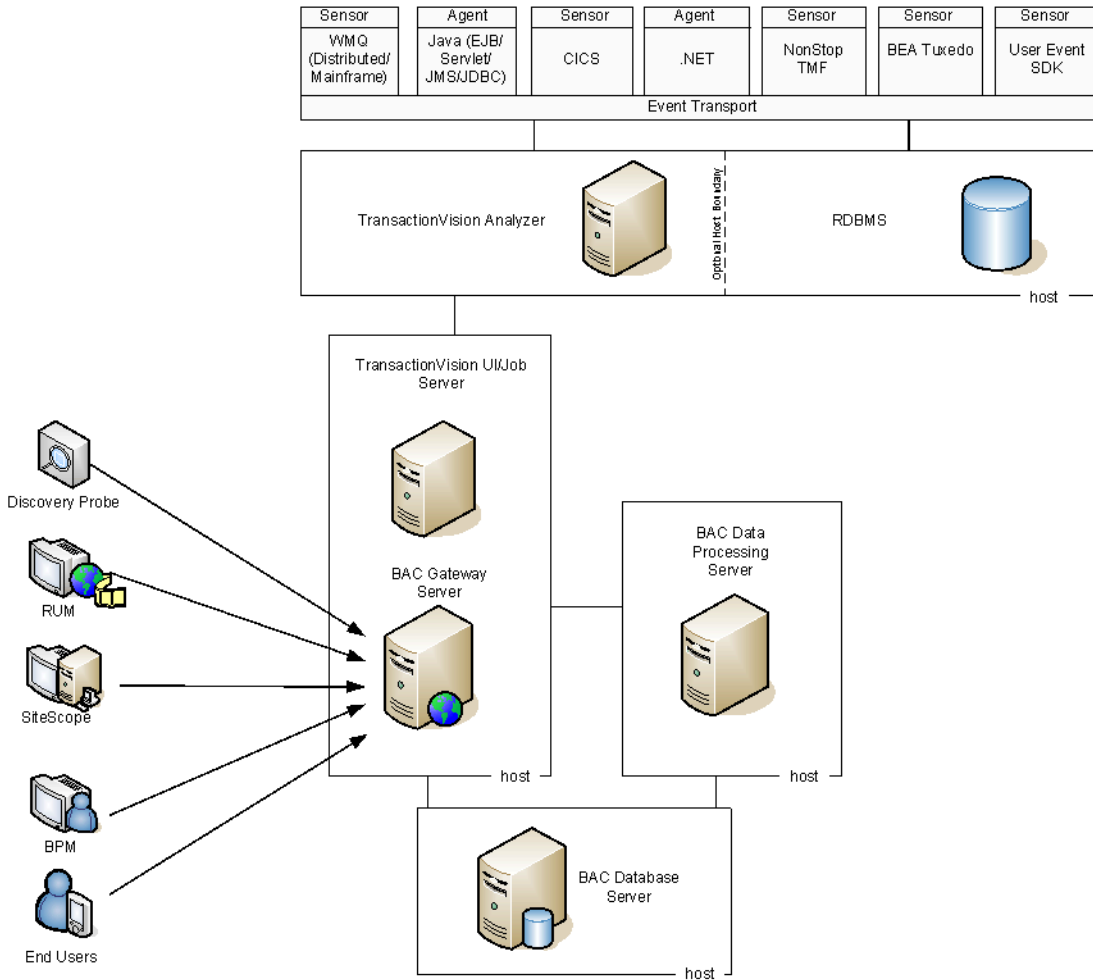 Sensor
WMQ
(Distributed/
Mainframe)
Agent
Java (EJB/
Servlet/
JMS/JDBC)
Sensor
CICS
Agent
.NET
Sensor
NonStop
TMF
Sensor
BEA Tuxedo
Sensor
User Event
SDK
Event Transport
TransactionVision Analyzer
Optional Host Boundary
RDBMS
host
TransactionVision UI/Job
Server
Discovery Probe
RUM
SiteScope
BPM
End Users
BAC Gateway
Server
host
BAC Data
Processing
Server
host
BAC Database
Server
host